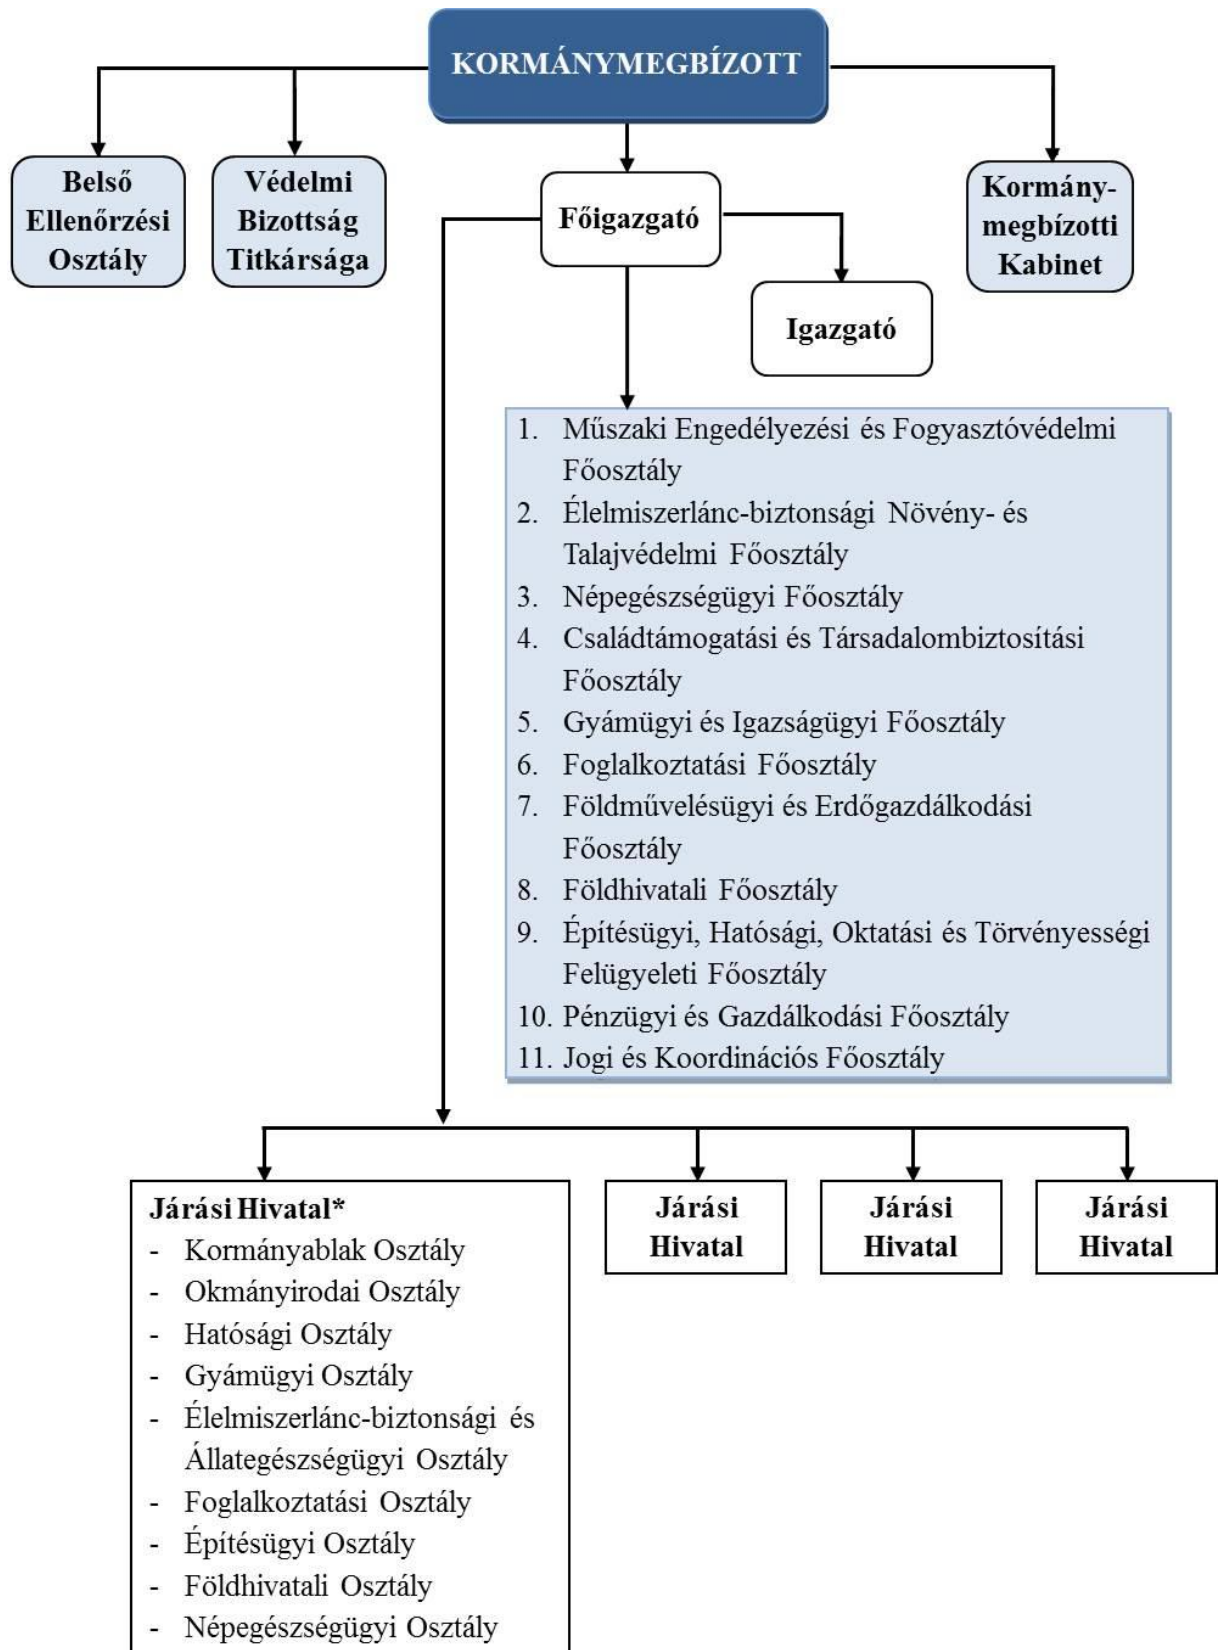 KORMÁNYMEGBÍZOTT
Belső
Ellenőrzési
Osztály
Védelmi
Bizottság
Titkársága
Főigazgató
Kormány-
megbízotti
Kabinet
Igazgató
1. Műszaki Engedélyezési és Fogyasztóvédelmi
Főosztály
2. Élelmiszerlánc-biztonsági Növény- és
Talajvédelmi Főosztály
3. Népegészségügyi Főosztály
4. Családtámogatási és Társadalombiztosítási
Főosztály
5. Gyámügyi és Igazságügyi Főosztály
6. Foglalkoztatási Főosztály
7. Földművelésügyi és Erdőgazdálkodási
Főosztály
8. Földhivatali Főosztály
9. Építésügyi, Hatósági, Oktatási és Törvényességi
Felügyeleti Főosztály
10. Pénzügyi és Gazdálkodási Főosztály
11. Jogi és Koordinációs Főosztály
Járási Hivatal*
- Kormányablak Osztály
- Okmányirodai Osztály
- Hatósági Osztály
- Gyámügyi Osztály
- Élelmiszerlánc-biztonsági és
Állategészségügyi Osztály
- Foglalkoztatási Osztály
- Építésügyi Osztály
- Földhivatali Osztály
- Népegészségügyi Osztály
Járási
Hivatal
Járási
Hivatal
Járási
Hivatal